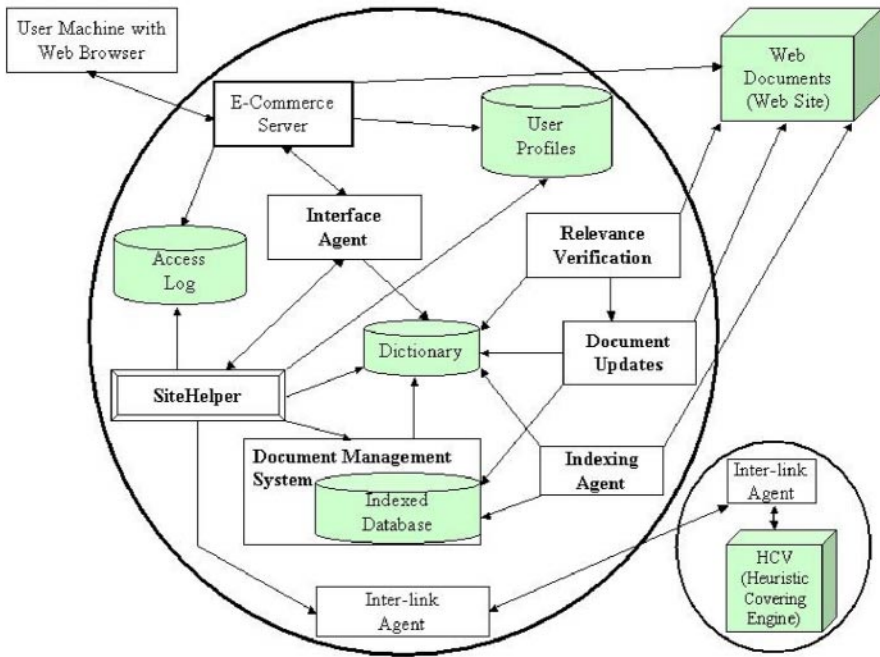 User Machine with
Web Browser
Web
Documents
(Web Site)
E-Commerce
Server
User
Profiles
Interface
Agent
Relevance
Verification
Access
Log
Dictionary
Document
Updates
SiteHelper
Document Management
System
Indexed
Database
Indexing
Agent
Inter-link
Agent
HCV
(Heuristic
Covering
Engine)
Inter-link
Agent